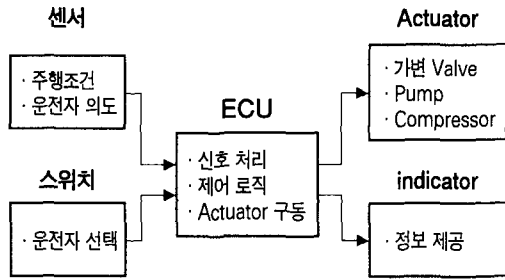 센서
· 주행조건
· 운전자 의도
스위치
· 운전자 선택
ECU
· 신호 처리
· 제어 로직
· Actuator 구동
Actuator
· 가변 Valve
· Pump
· Compressor
indicator
· 정보 제공